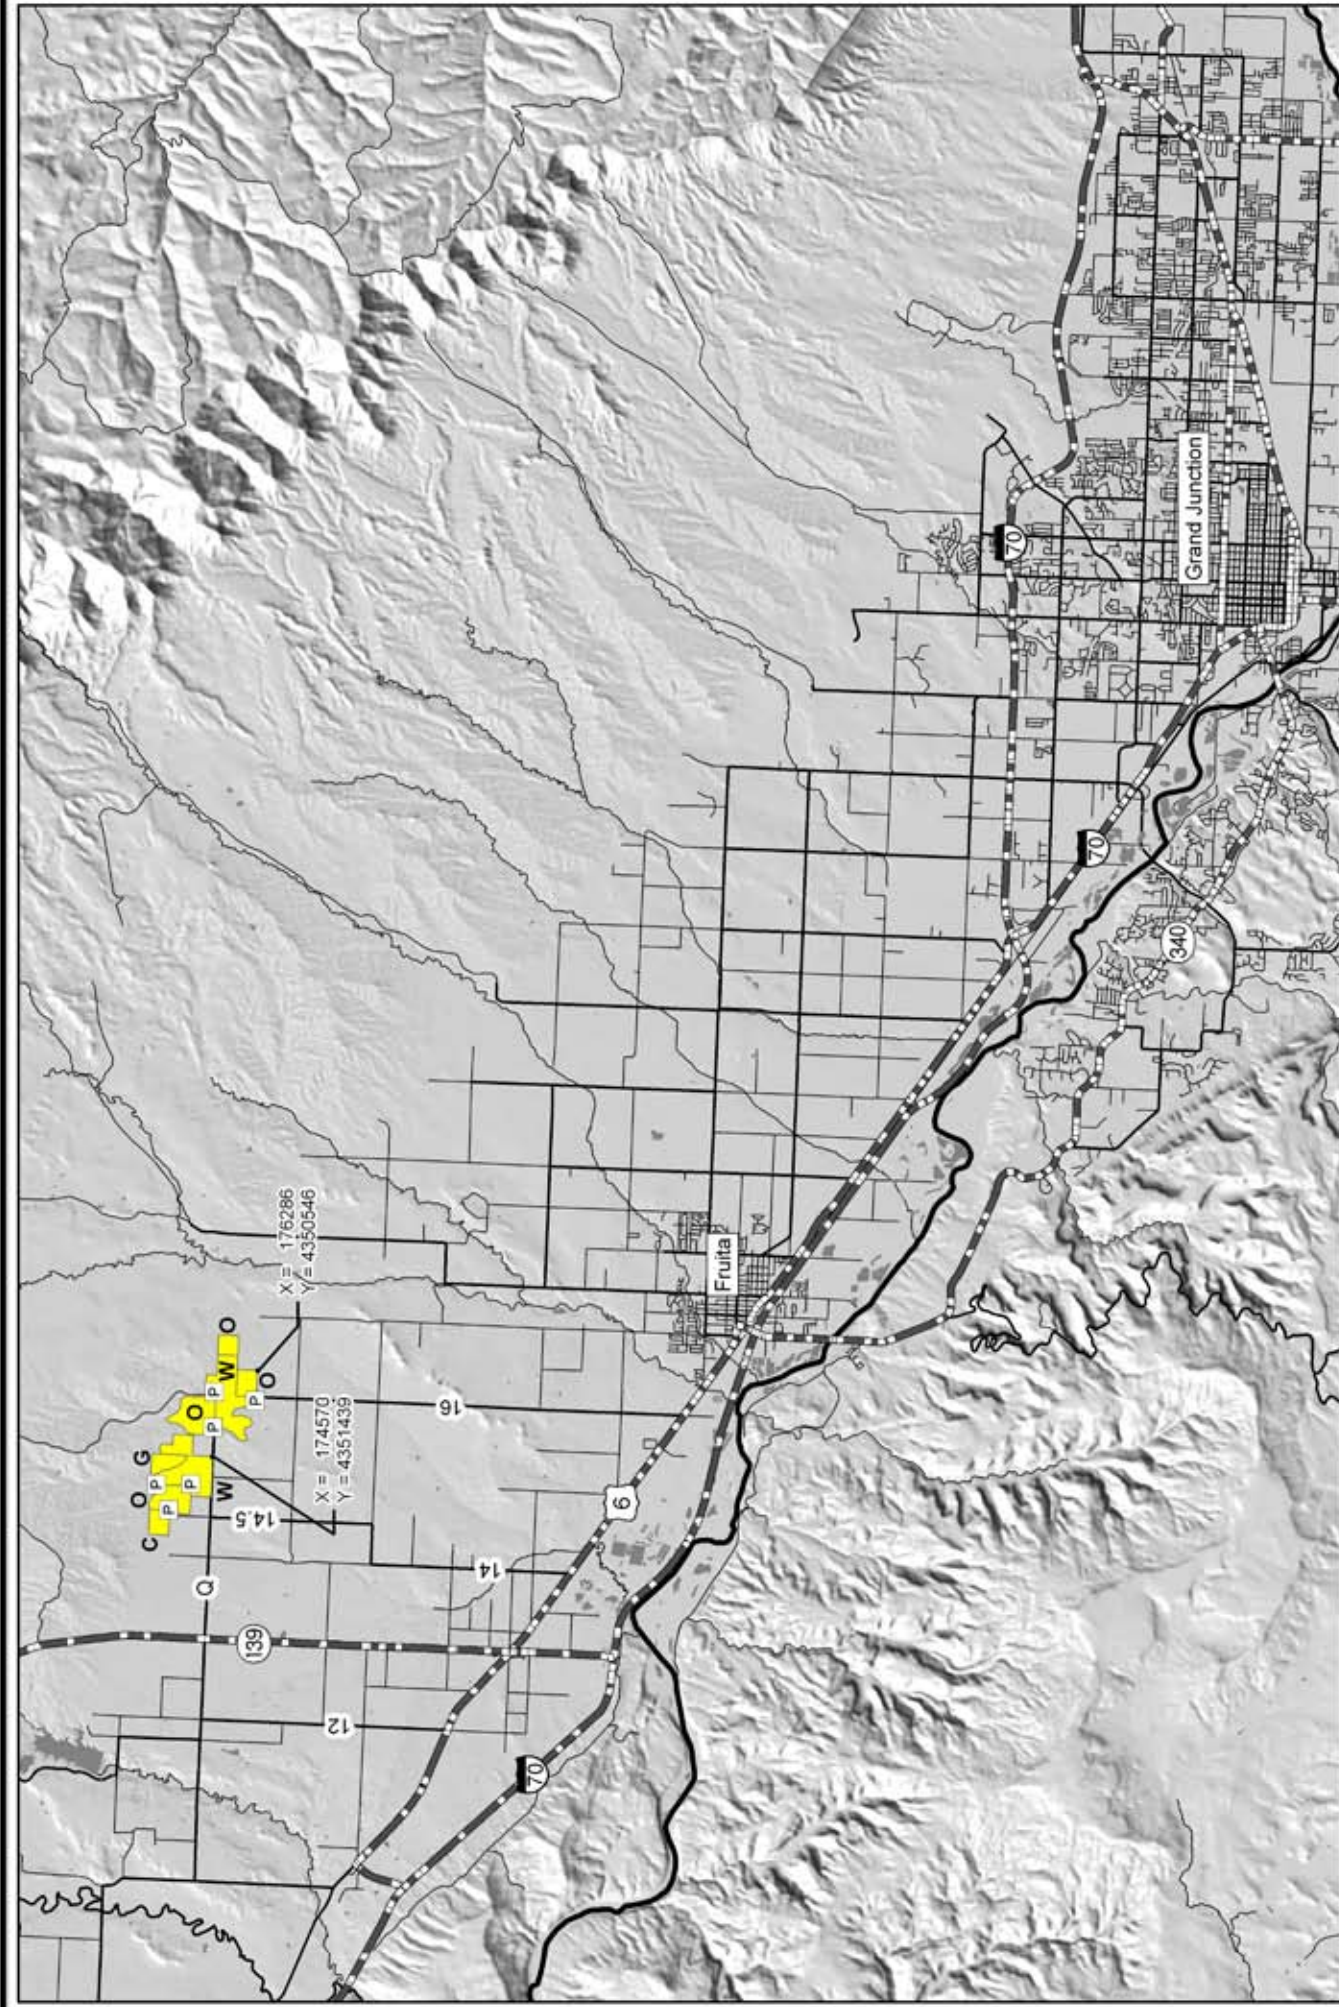 O
G
C
P
P
P
O
Q
P
P
W
W
O
139
14.5
P
O
X = 176286
Y = 4350546
X = 174570
Y = 4351439
12
16
14
70
6
Fruita
70
70
340
Grand Junction